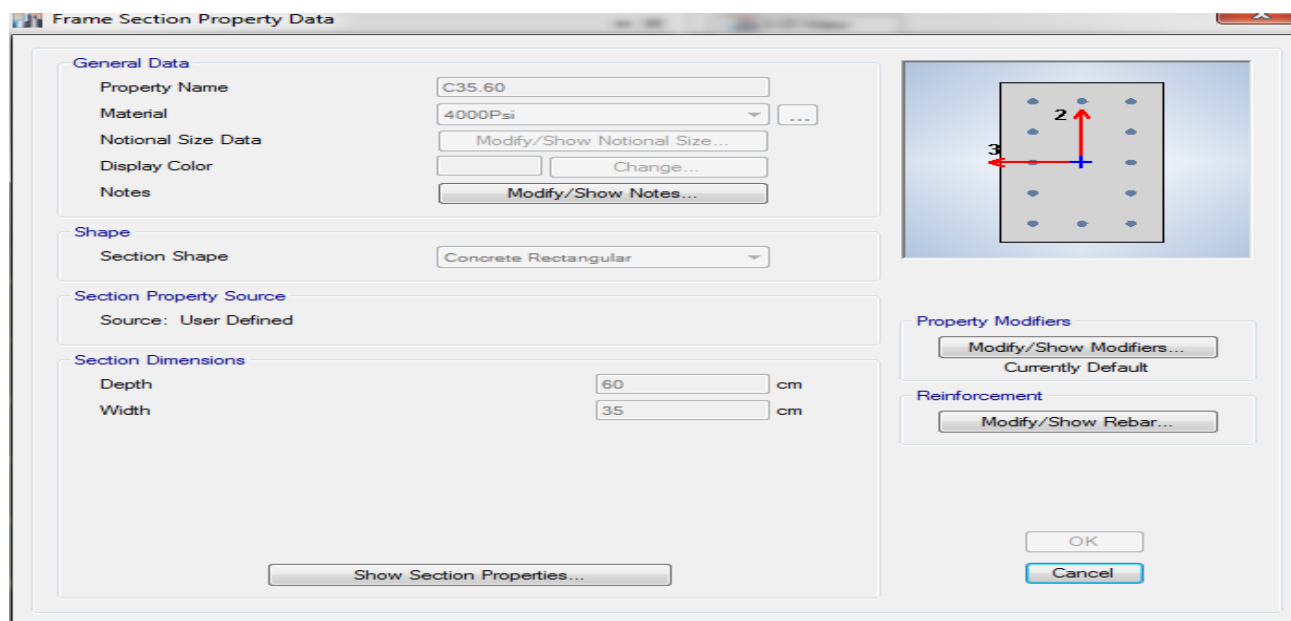 Frame Section Property Data
General Data
Property Name C35.60
Material 4000Psi ...
Notional Size Data Modify/Show Notional Size...
Display Color Change...
Notes Modify/Show Notes...
Shape
Section Shape Concrete Rectangular
Section Property Source
Source: User Defined
Section Dimensions
Depth 60 cm
Width 35 cm
Show Section Properties...
2
3
Property Modifiers
Modify/Show Modifiers...
Currently Default
Reinforcement
Modify/Show Rebar...
OK
Cancel